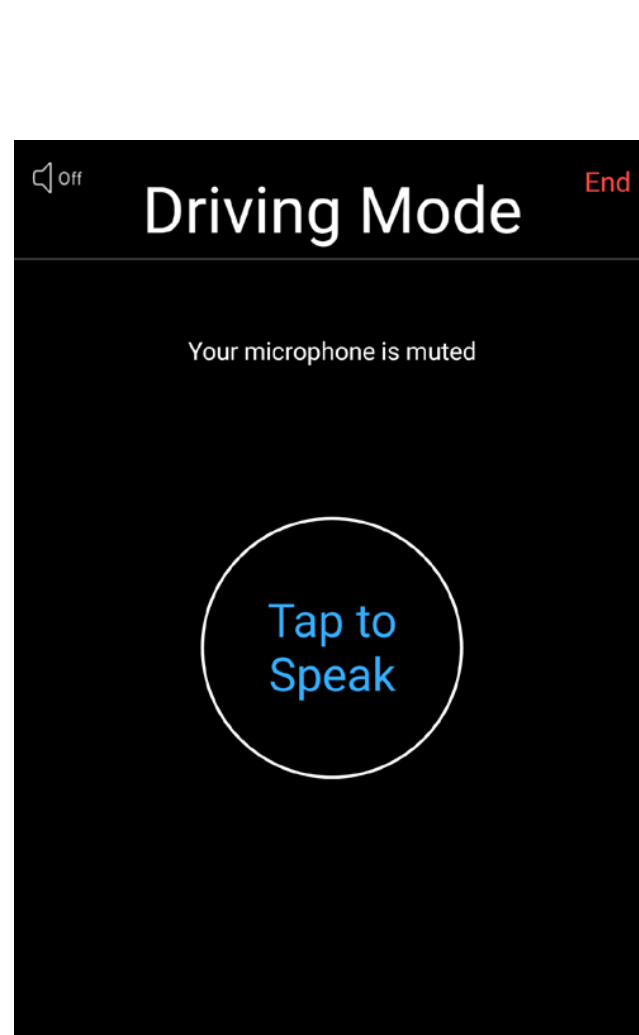 Off
Driving Mode
End
Your microphone is muted
Tap to
Speak